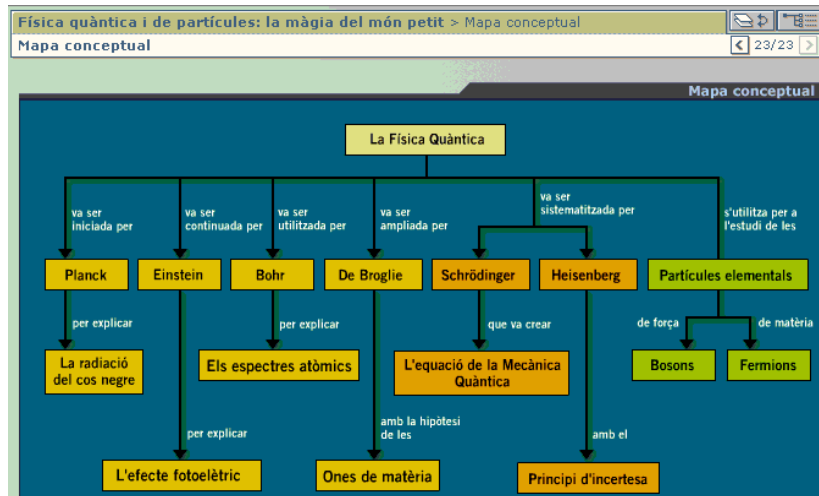 Física quàntica i de partícules: la màgia del món petit > Mapa conceptual
Mapa conceptual
23/23
Mapa conceptual
La Física Quàntica
va ser
iniciada per
va ser
continuada per
va ser
utilitzada per
va ser
ampliada per
va ser
sistematitzada per
s'utilitza per a
l'estudi de les
Planck
Einstein
Bohr
De Broglie
Schrödinger
Heisenberg
Partícules elementals
per explicar
per explicar
que va crear
de força
de matèria
La radiació
del cos negre
Els espectres atòmics
L'equació de la Mecànica
Quàntica
Bosons
Fermions
per explicar
amb la hipòtesi
de les
amb el
L'efecte fotoelètric
Ones de matèria
Principi d'incertesa